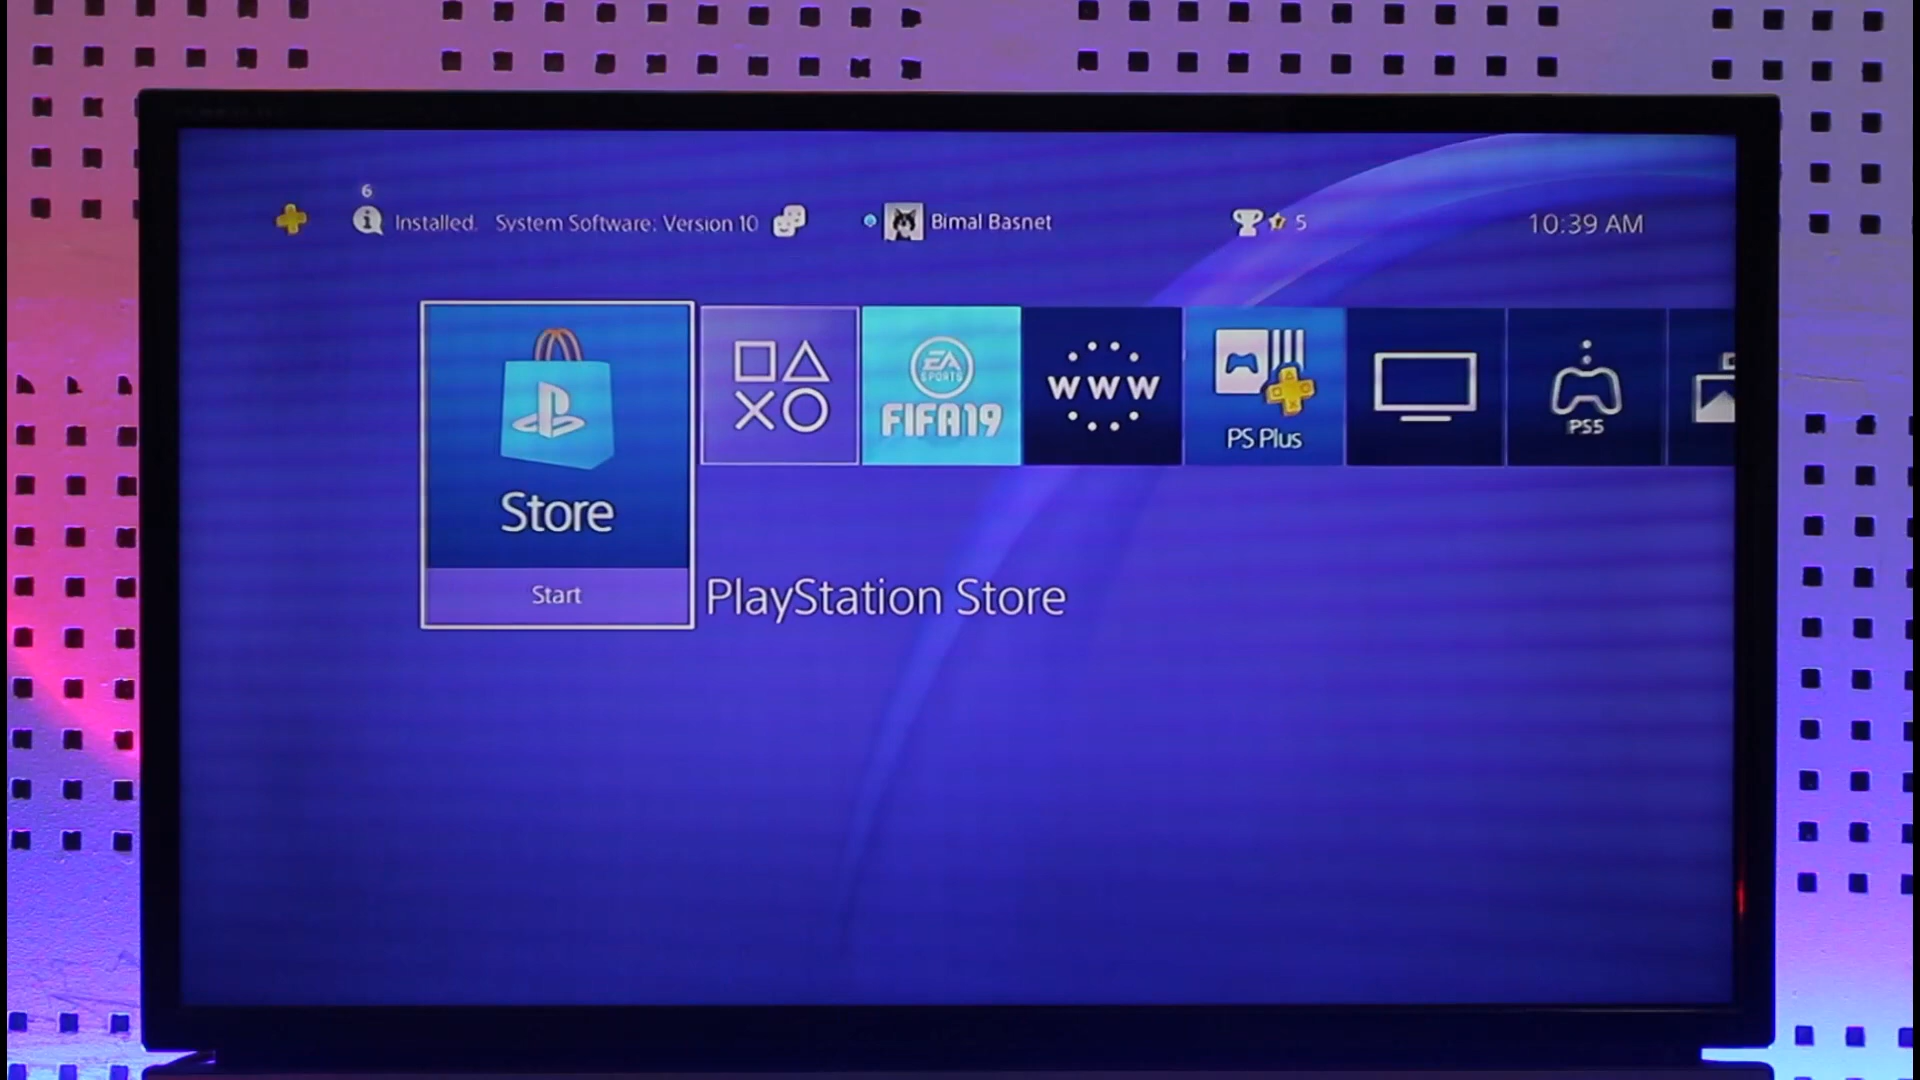 6
Installed. System Software: Version 10
Bimal Basnet
5
10:39 AM
EA
SPORTS
FIFA19
WWW
PS Plus
PS5
Store
Start
PlayStation Store